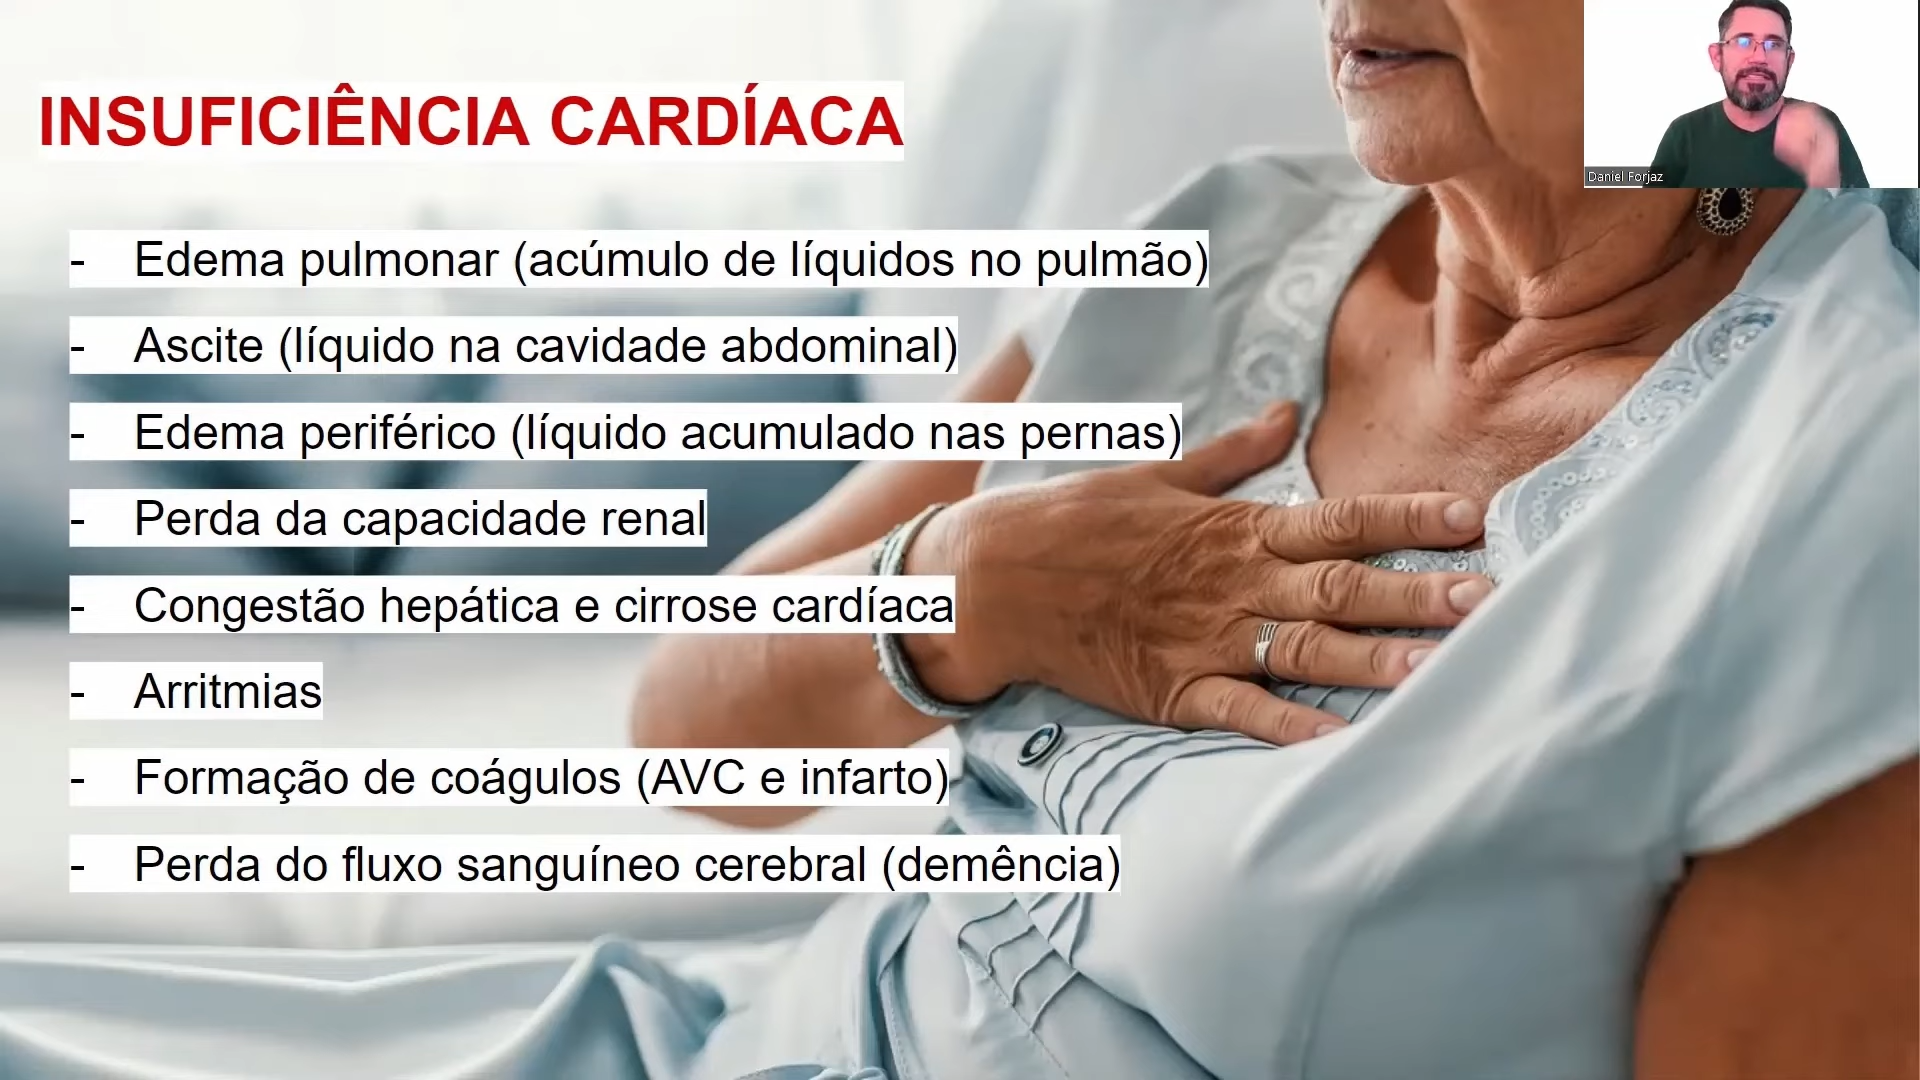 INSUFICIÊNCIA CARDÍACA
Daniel Forjaz
- Edema pulmonar (acúmulo de líquidos no pulmão)
- Ascite (líquido na cavidade abdominal)
- Edema periférico (líquido acumulado nas pernas)
- Perda da capacidade renal
- Congestão hepática e cirrose cardíaca
- Arritmias
- Formação de coágulos (AVC e infarto)
- Perda do fluxo sanguíneo cerebral (demência)